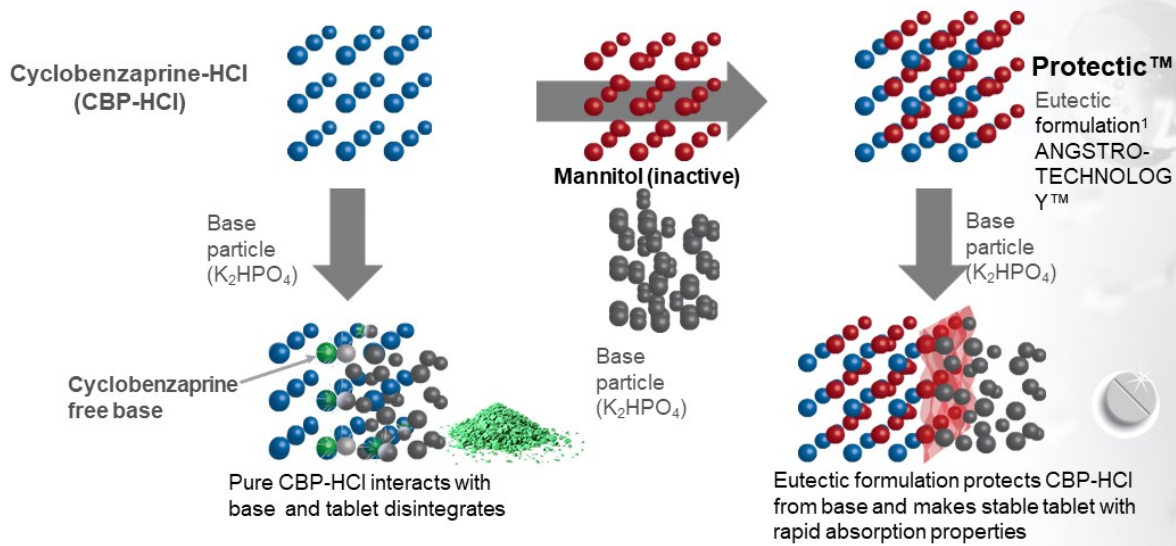 Cyclobenzaprine-HCl
(CBP-HCl)
Mannitol (inactive)
Protectic™
Eutectic
formulation¹
ANGSTRO-
TECHNOLOG
Y™
Base
particle
(K₂HPO₄)
Base
particle
(K₂HPO₄)
Base
particle
(K₂HPO₄)
Cyclobenzaprine
free base
Pure CBP-HCl interacts with
base and tablet disintegrates
Eutectic formulation protects CBP-HCl
from base and makes stable tablet with
rapid absorption properties